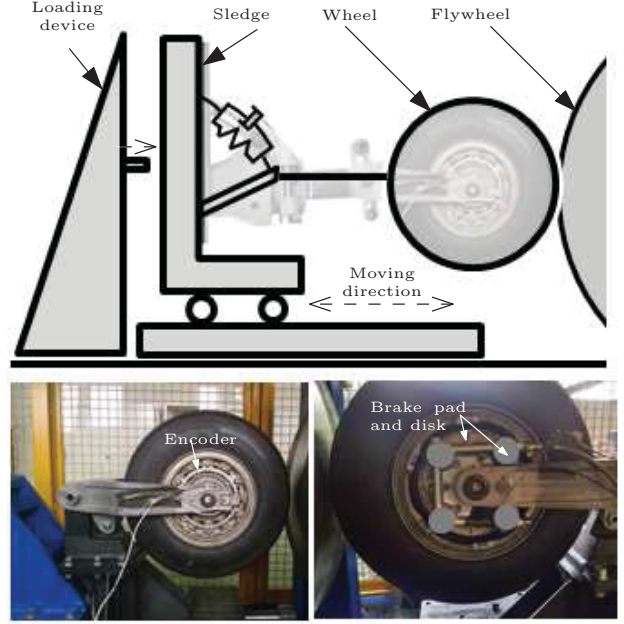 Loading
device
Sledge
Wheel
Flywheel
Moving
direction
Encoder
Brake pad
and disk